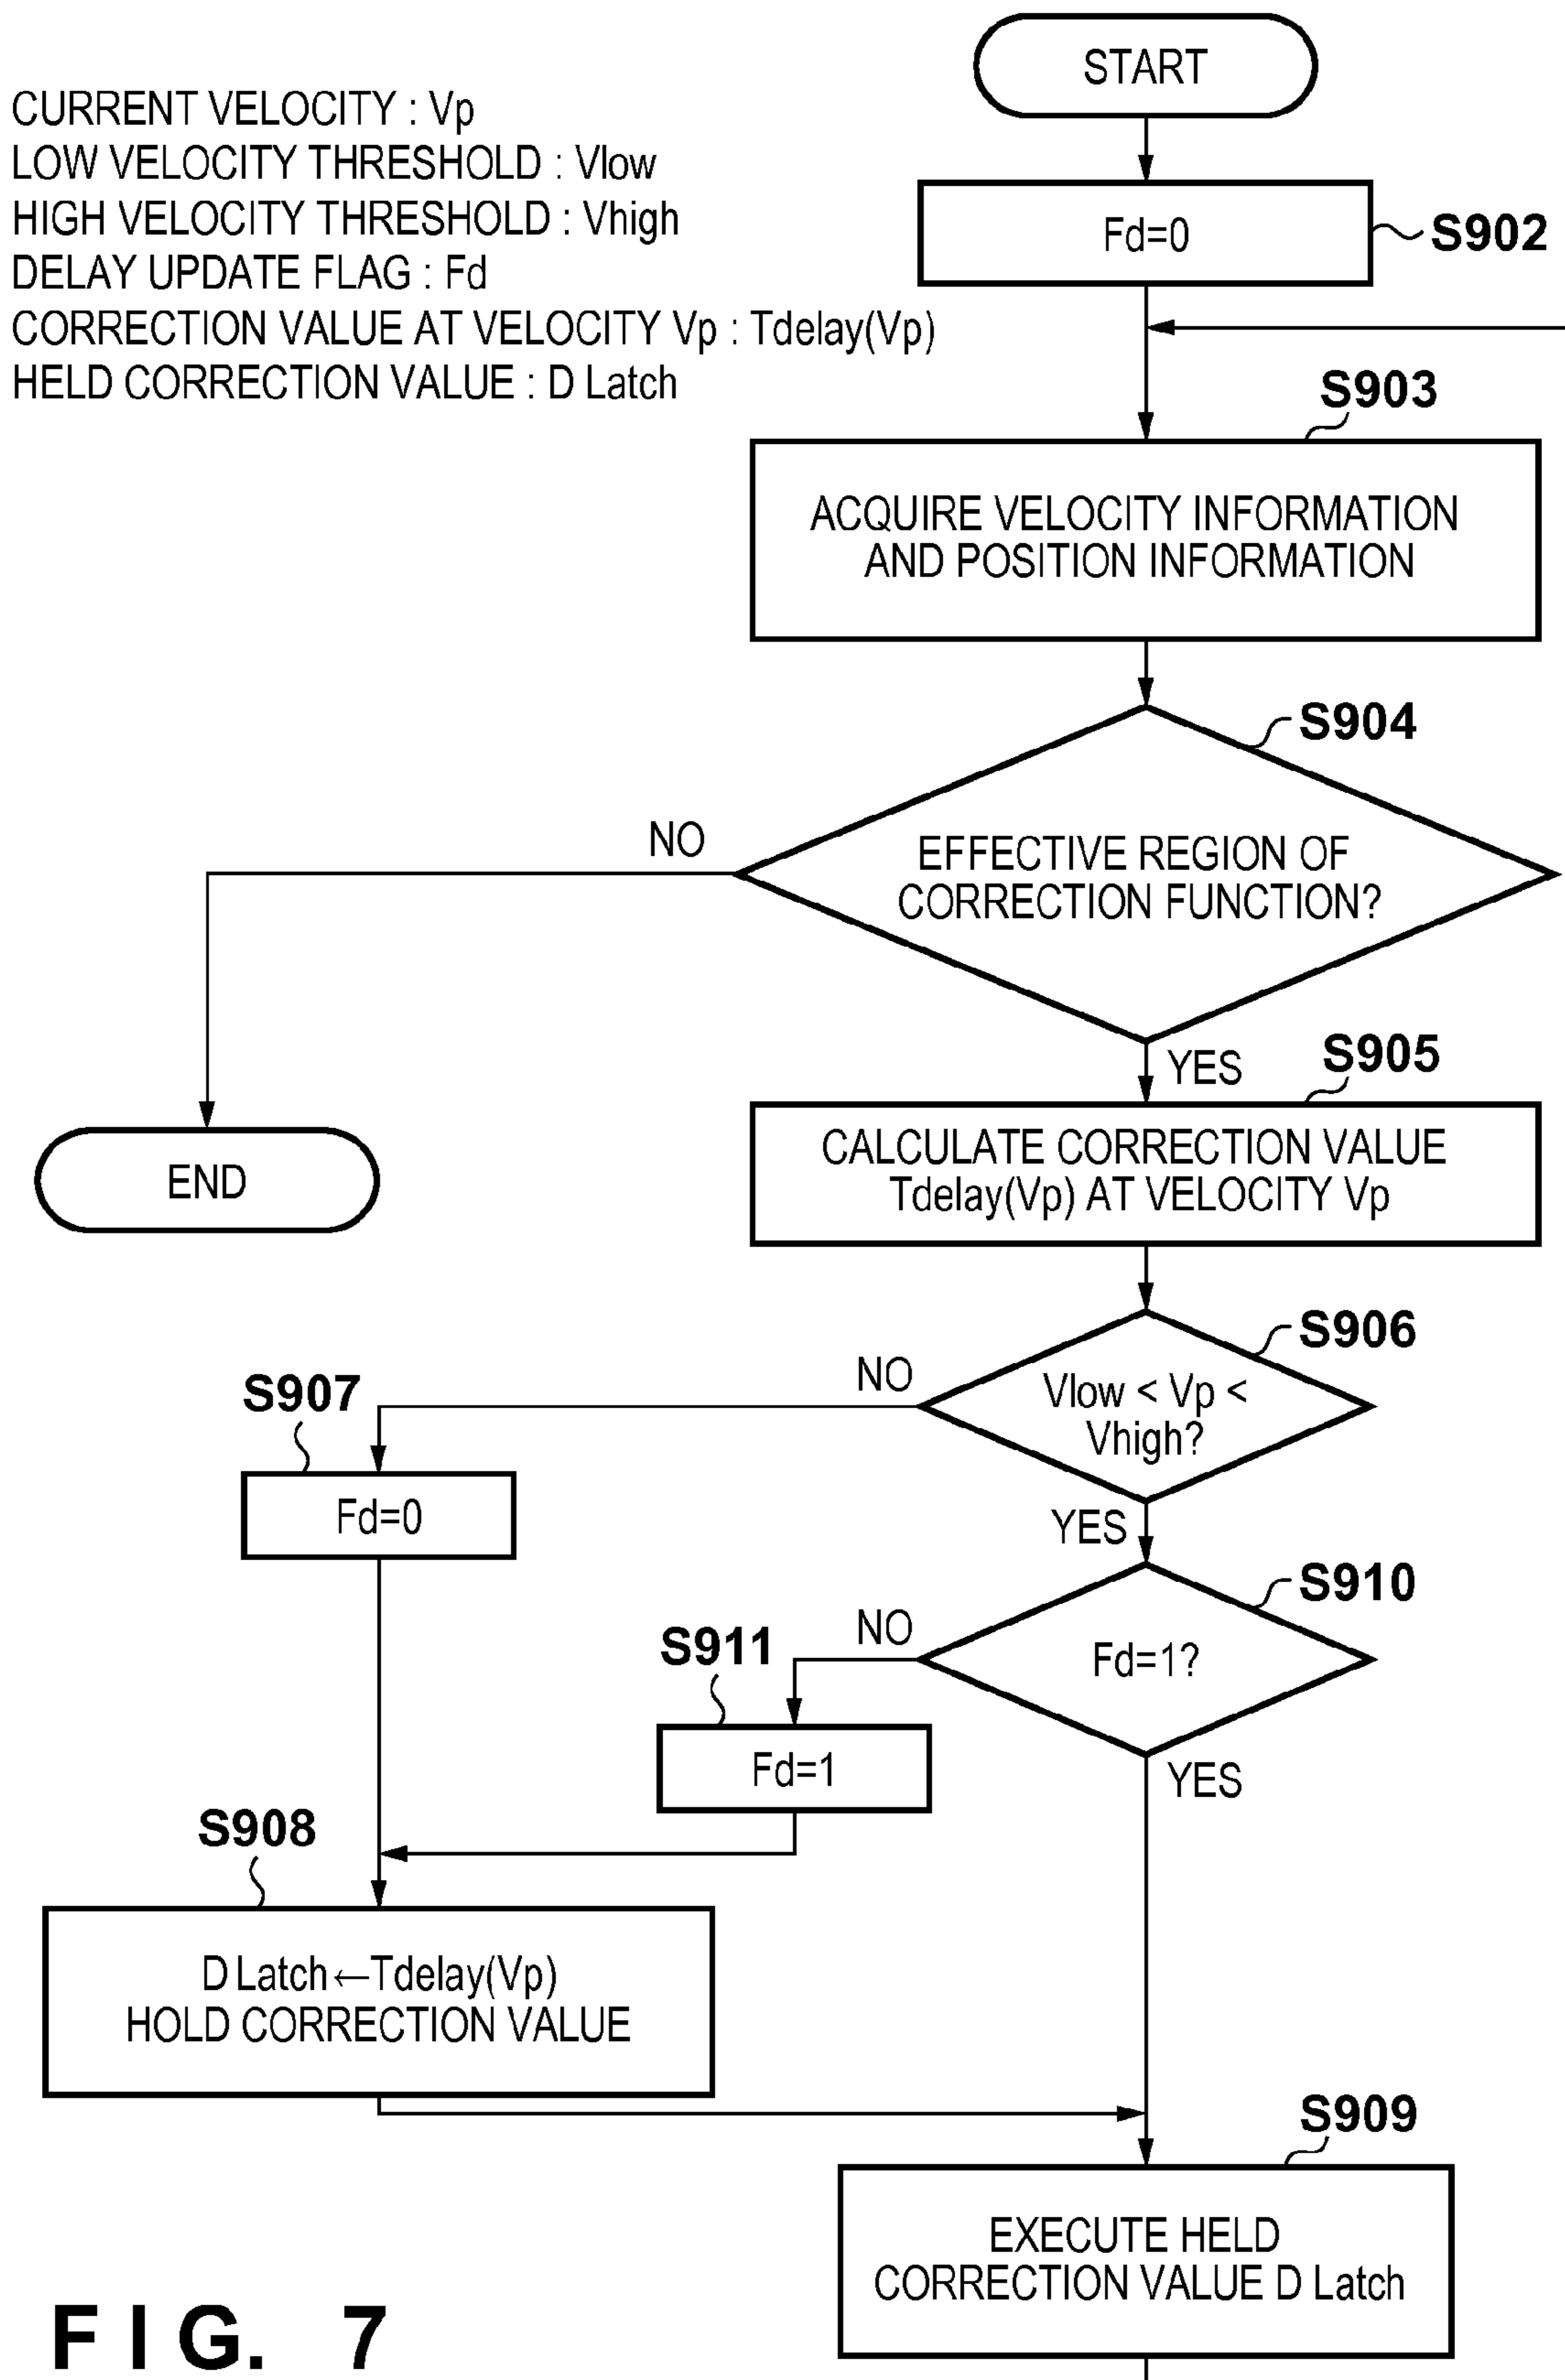 START
CURRENT VELOCITY : Vp
LOW VELOCITY THRESHOLD : Vlow
HIGH VELOCITY THRESHOLD : Vhigh
DELAY UPDATE FLAG : Fd
CORRECTION VALUE AT VELOCITY Vp : Tdelay(Vp)
HELD CORRECTION VALUE : D Latch
Fd=0
S902
S903
ACQUIRE VELOCITY INFORMATION
AND POSITION INFORMATION
S904
NO
EFFECTIVE REGION OF
CORRECTION FUNCTION?
YES
S905
END
CALCULATE CORRECTION VALUE
Tdelay(Vp) AT VELOCITY Vp
S906
NO
Vlow < Vp <
Vhigh?
S907
Fd=0
YES
S910
NO
Fd=1?
S911
Fd=1
YES
S908
D Latch←Tdelay(Vp)
HOLD CORRECTION VALUE
S909
EXECUTE HELD
CORRECTION VALUE D Latch
FIG. 7